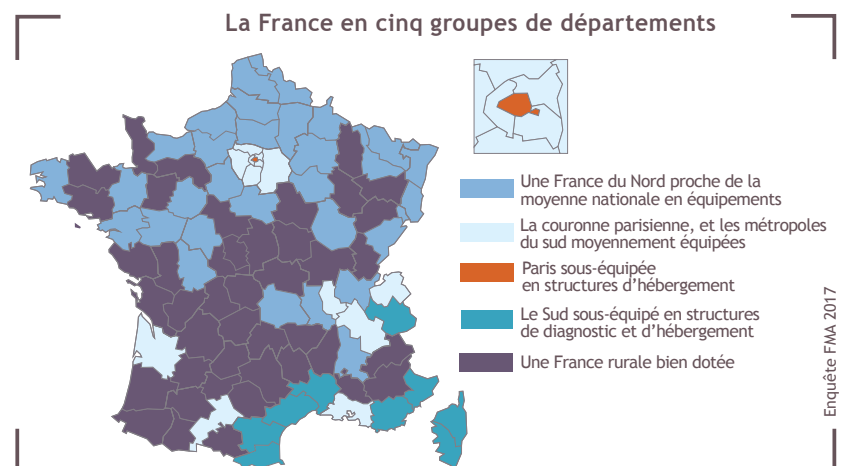 La France en cinq groupes de départements
Une France du Nord proche de la
moyenne nationale en équipements
La couronne parisienne, et les métropoles
du sud moyennement équipées
Paris sous-équipée
en structures d'hébergement
Le Sud sous-équipé en structures
de diagnostic et d'hébergement
Une France rurale bien dotée
Enquête FMA 2017